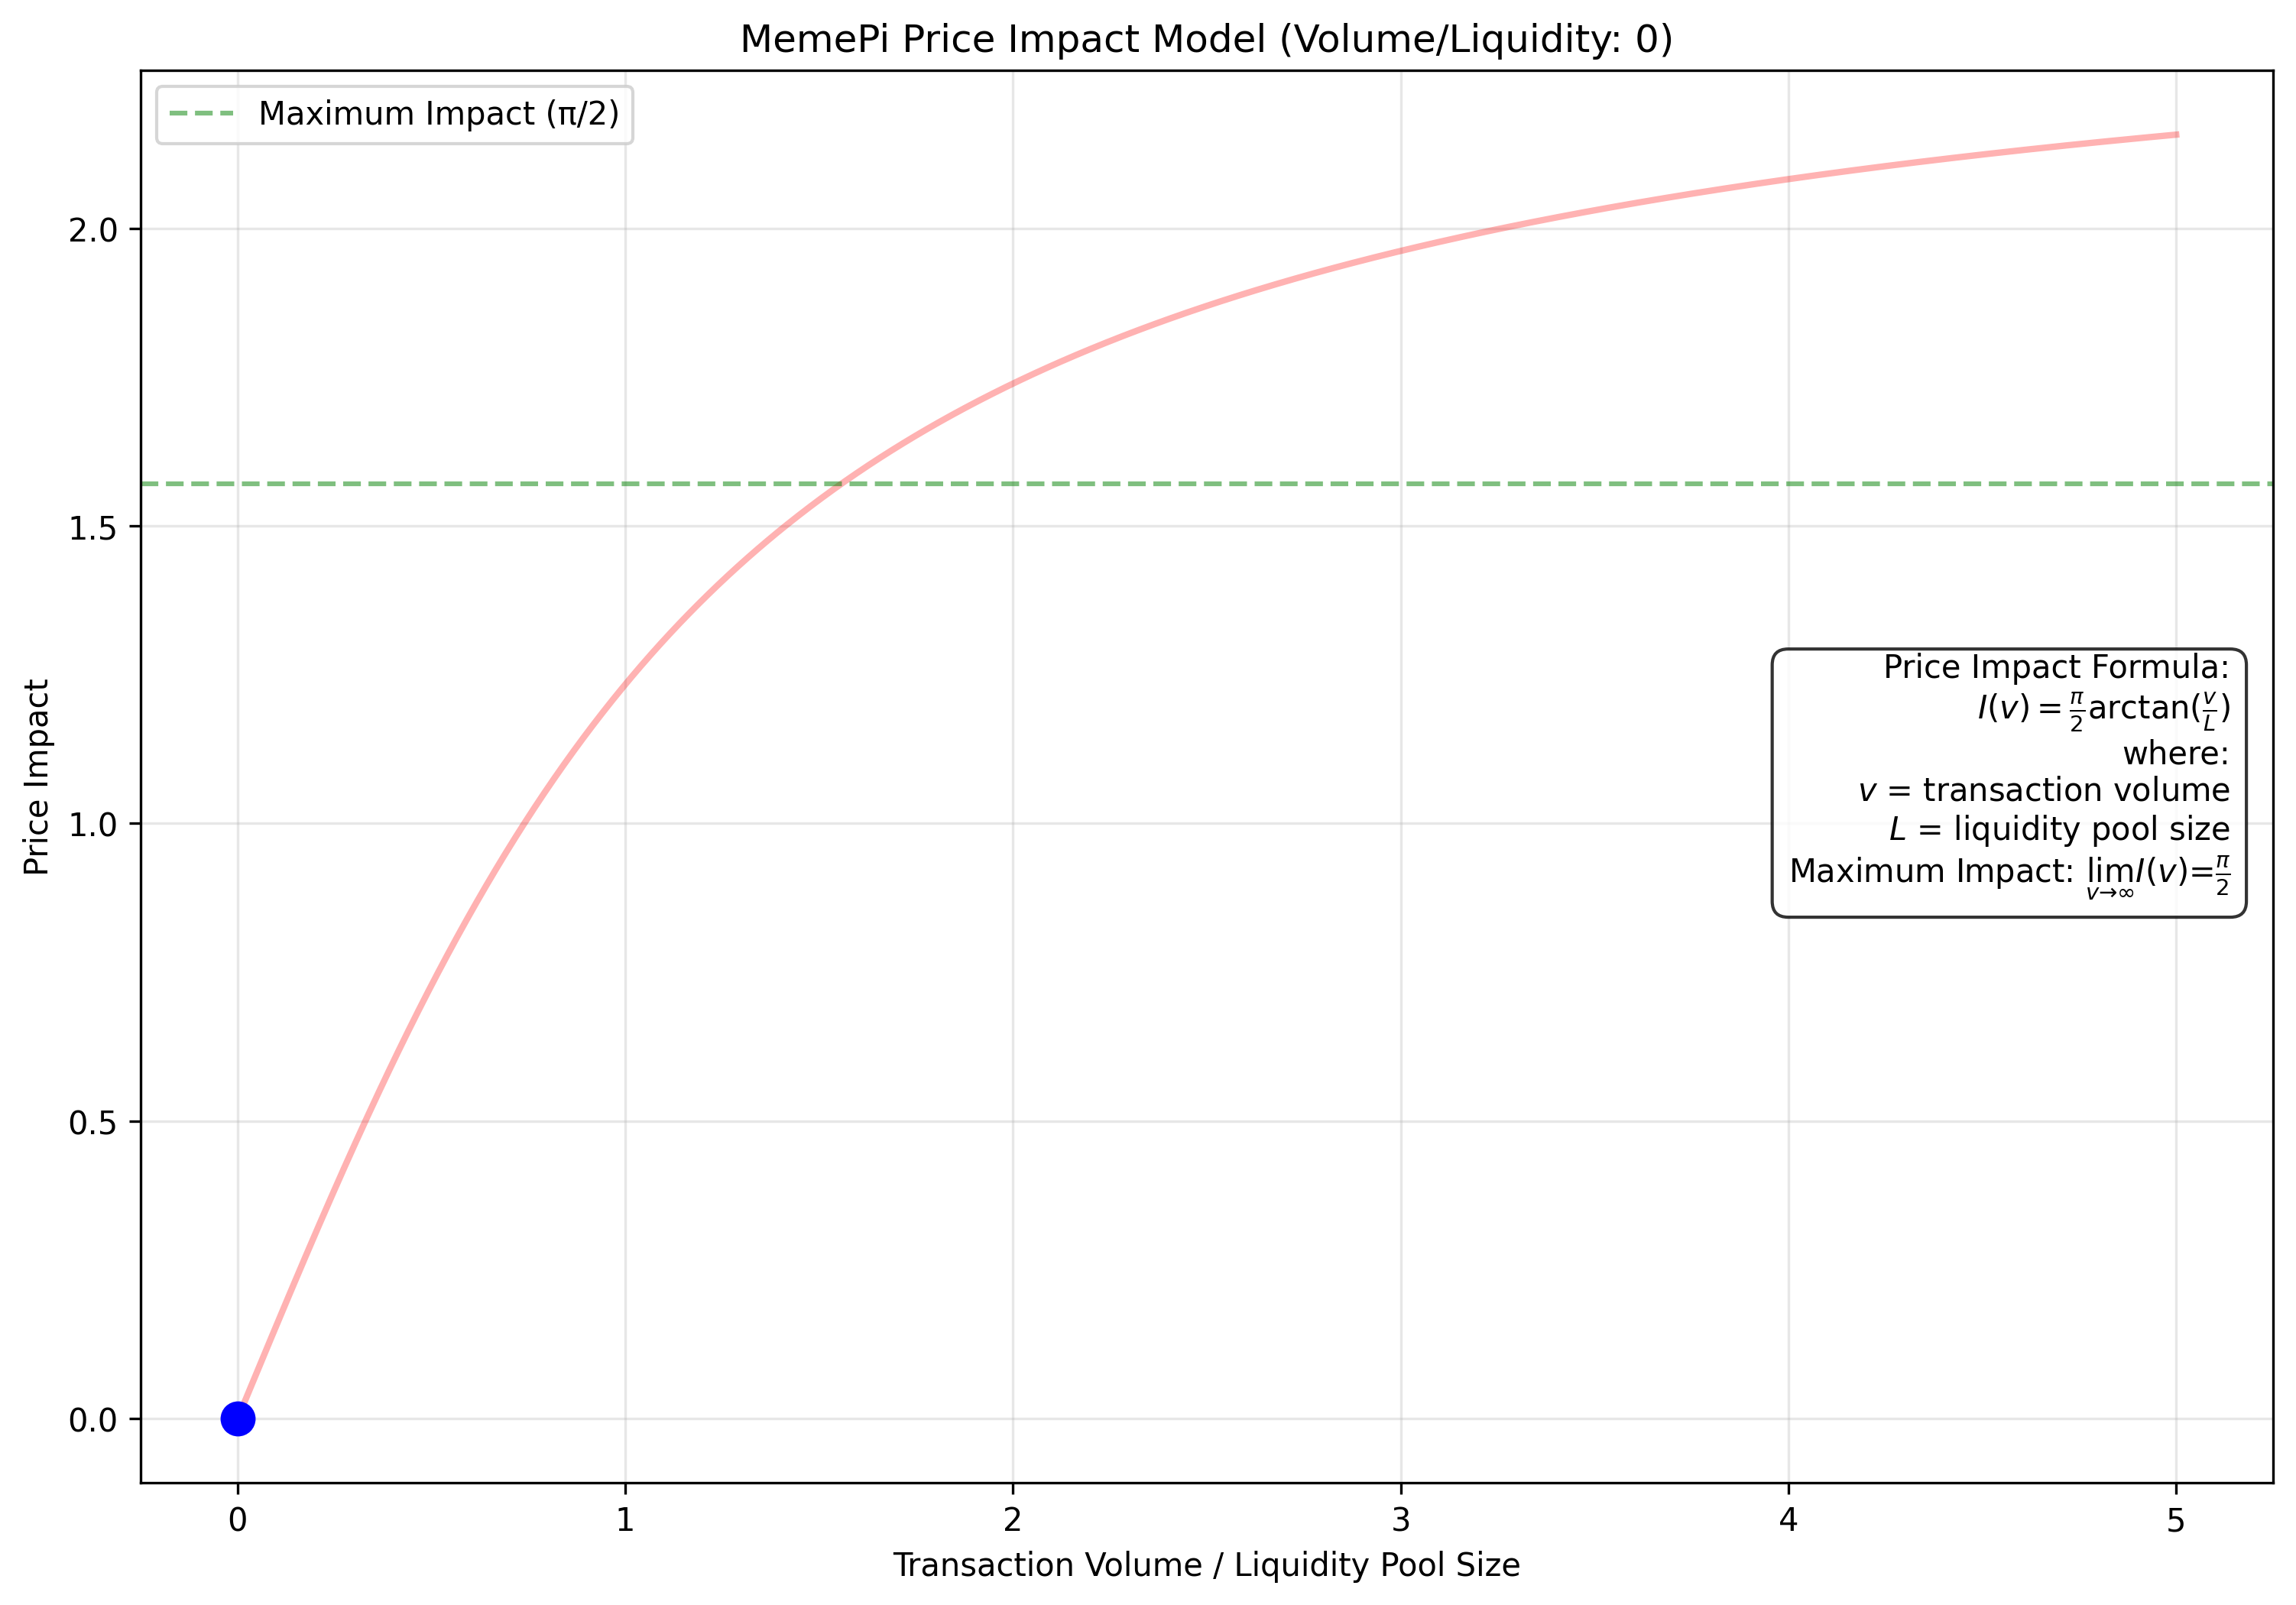 MemePi Price Impact Model (Volume/Liquidity: 0)
Maximum Impact (π/2)
Price Impact
2.0
1.5
1.0
0.5
0.0
Price Impact Formula:
I(v) = π/2 arctan(v/L)
where:
v = transaction volume
L = liquidity pool size
Maximum Impact: lim v→∞ I(v)=π/2
0 1 2 3 4 5
Transaction Volume / Liquidity Pool Size